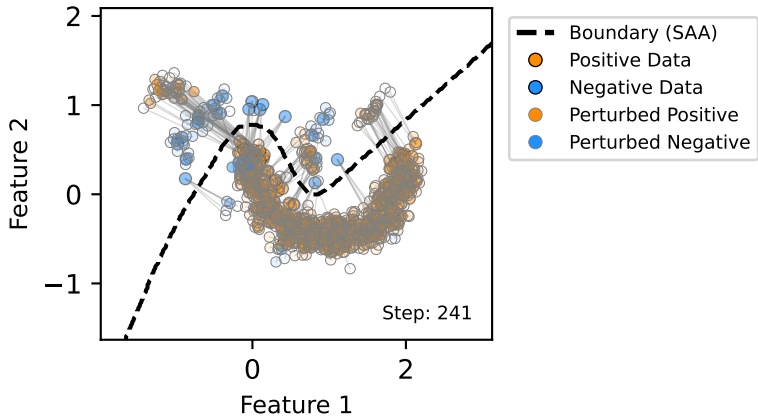 2
1
0
−1
Feature 2
0
2
Feature 1
Step: 241
Boundary (SAA)
Positive Data
Negative Data
Perturbed Positive
Perturbed Negative